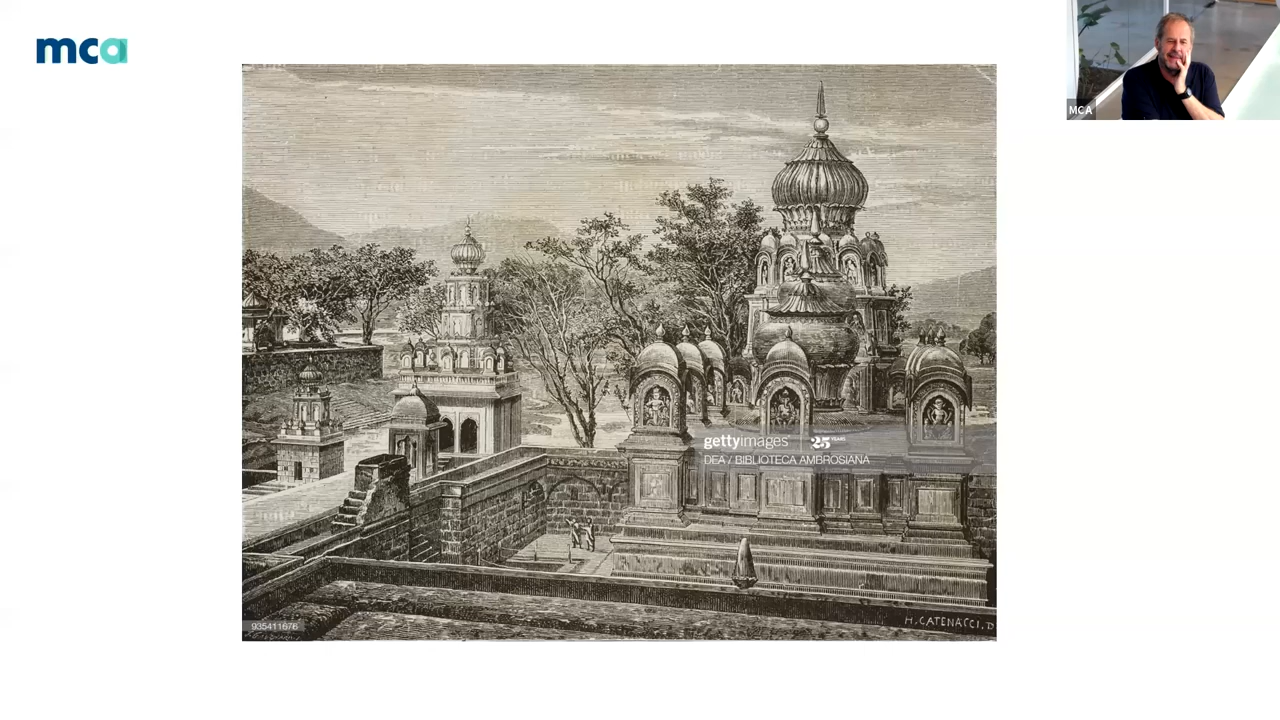 mca
MCA
gettyimages 25 YEARS
DEA / BIBLIOTECA AMBROSIANA
935411676
H. CATENACCI. D